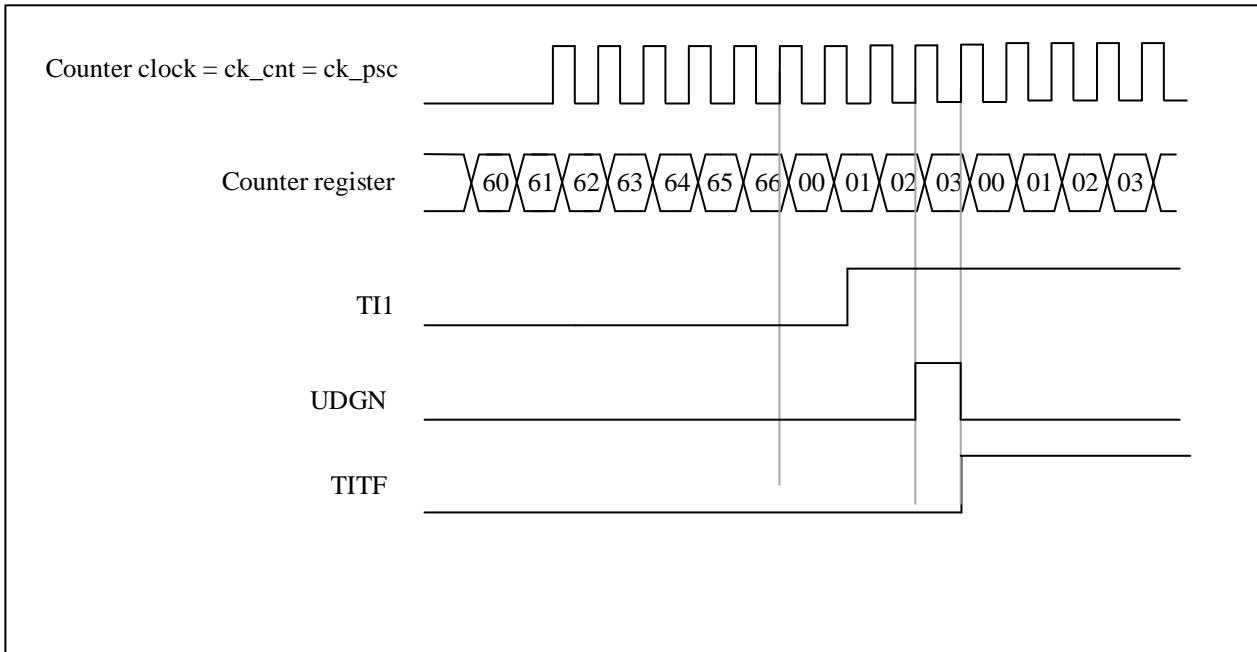 Counter clock = ck_cnt = ck_psc
Counter register 60 61 62 63 64 65 66 00 01 02 03 00 01 02 03
TI1
UDGN
TITF